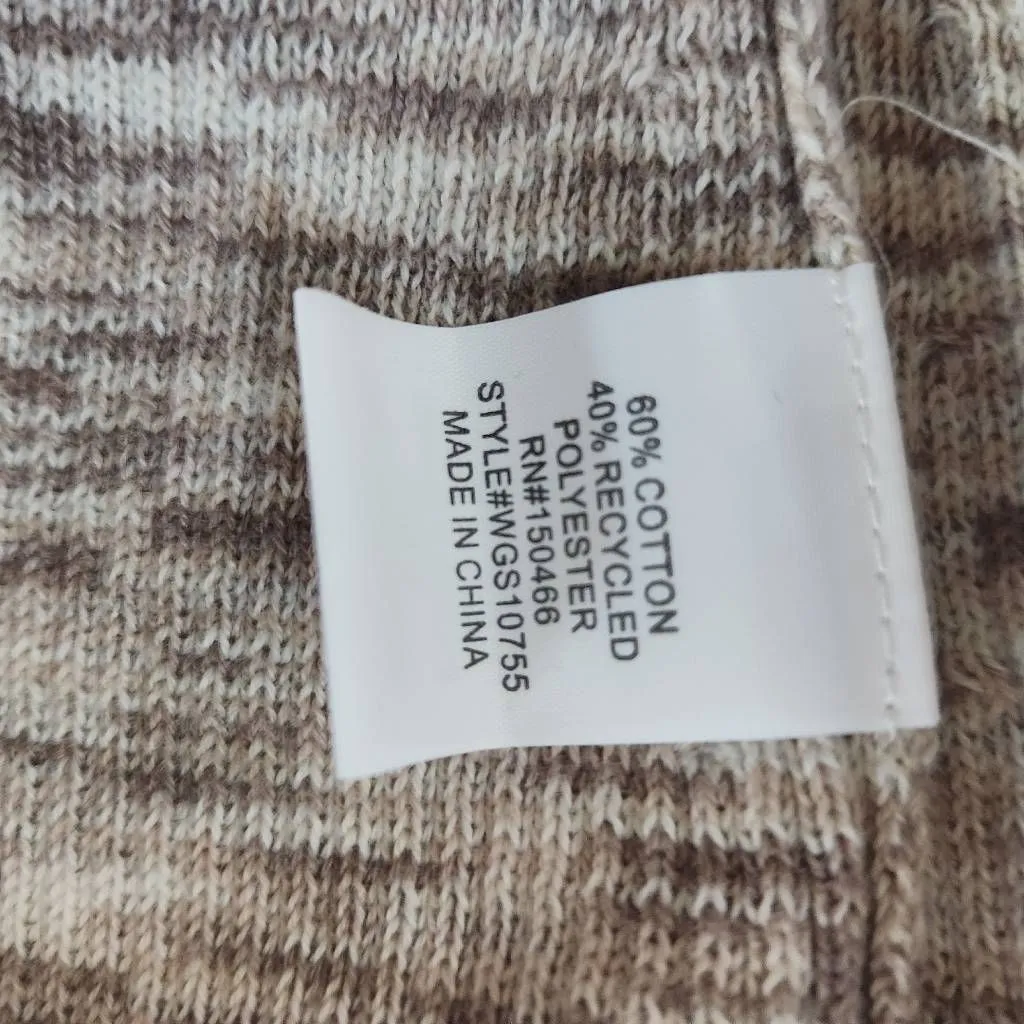 60% COTTON
40% RECYCLED
POLYESTER
RN#150466
STYLE#WGS10755
MADE IN CHINA